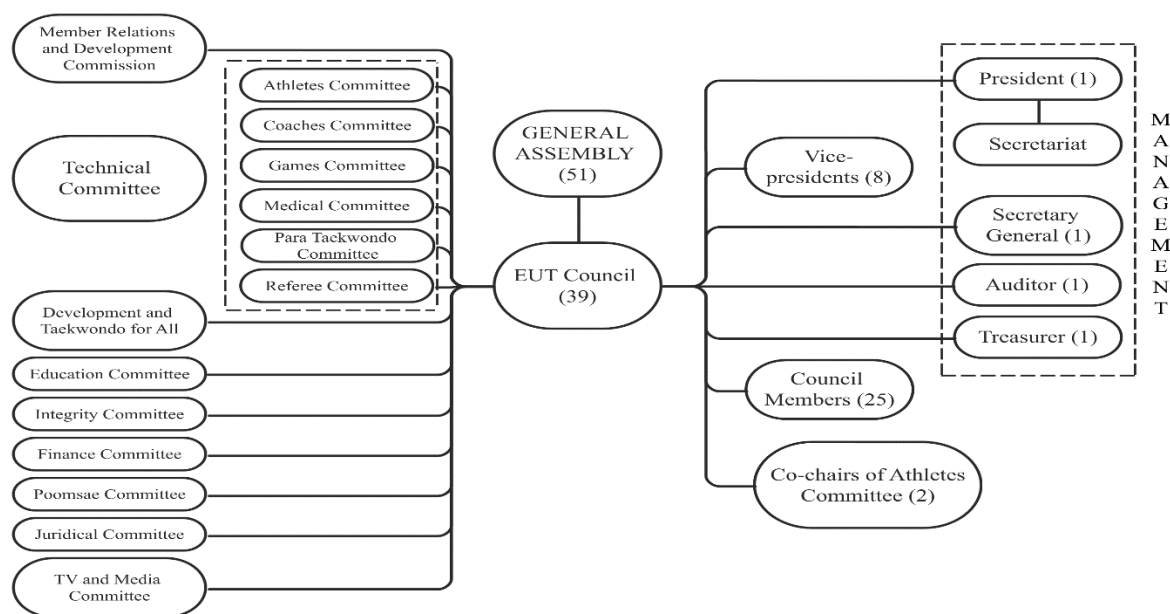 Member Relations
and Development
Commission
Technical
Committee
Athletes Committee
Coaches Committee
Games Committee
Medical Committee
Para Taekwondo
Committee
Referee Committee
Development and
Taekwondo for All
Education Committee
Integrity Committee
Finance Committee
Poomsae Committee
Juridical Committee
TV and Media
Committee
GENERAL
ASSEMBLY
(51)
EUT Council
(39)
President (1)
Secretariat
Vice-
presidents (8)
Secretary
General (1)
Auditor (1)
Treasurer (1)
Council
Members (25)
Co-chairs of Athletes
Committee (2)
MANAGEMENT